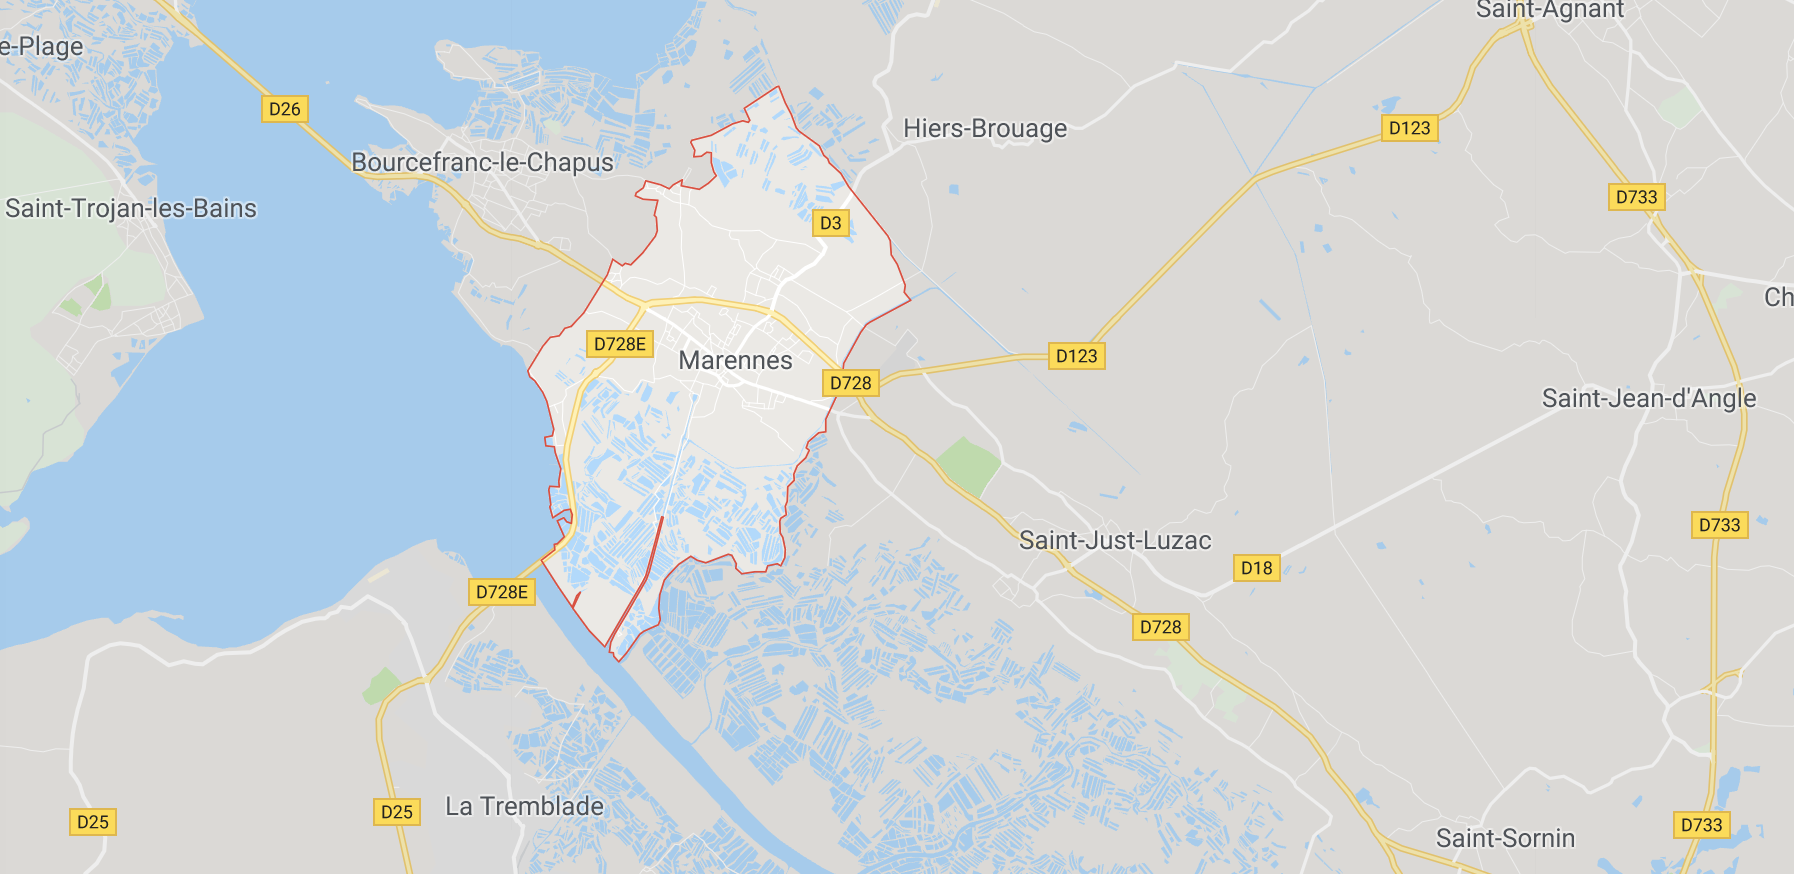 Saint-Agnant
e-Plage
D26
Hiers-Brouage
D123
Bourcefranc-le-Chapus
D733
Saint-Trojan-les-Bains
D3
Ch
D728E
Marennes
D123
D728
Saint-Jean-d'Angle
D733
Saint-Just-Luzac
D18
D728E
D728
La Tremblade
D25
D25
D733
Saint-Sornin